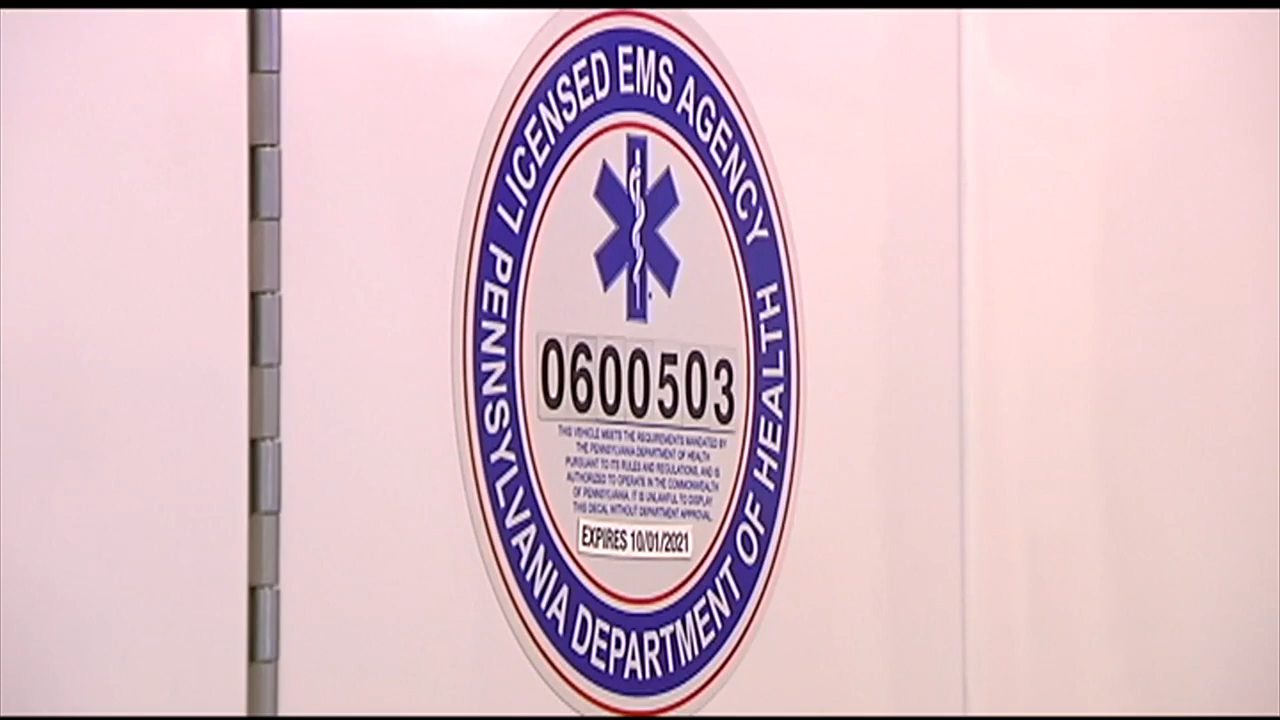 LICENSED EMS AGENCY
PENNSYLVANIA DEPARTMENT OF HEALTH
0600503
THIS VEHICLE MEETS THE REQUIREMENTS MANDATED BY
THE PENNSYLVANIA DEPARTMENT OF HEALTH
PURSUANT TO ITS RULES AND REGULATIONS, AND IS
AUTHORIZED TO OPERATE IN THE COMMONWEALTH
OF PENNSYLVANIA. IT IS UNLAWFUL TO DISPLAY
THIS DECAL WITHOUT DEPARTMENT APPROVAL.
EXPIRES 10/01/2021